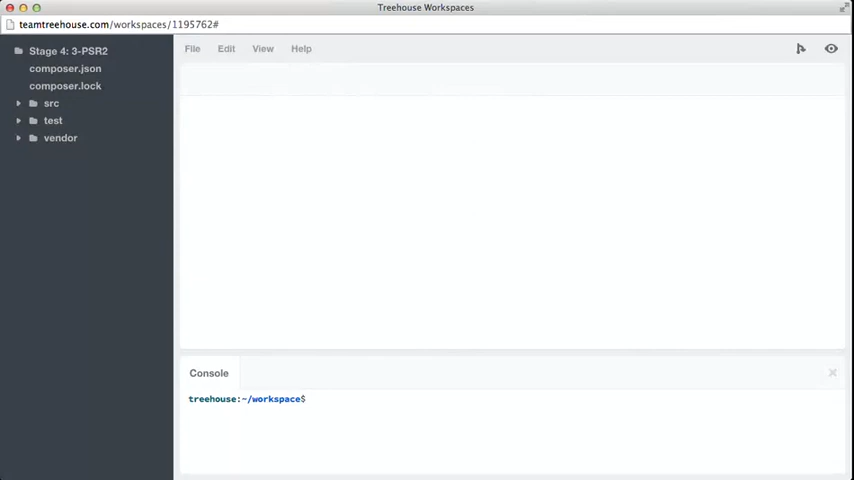 Treehouse Workspaces
teamtreehouse.com/workspaces/1195762#
Stage 4: 3-PSR2
composer.json
composer.lock
src
test
vendor
File Edit View Help
Console
treehouse:~/workspace$